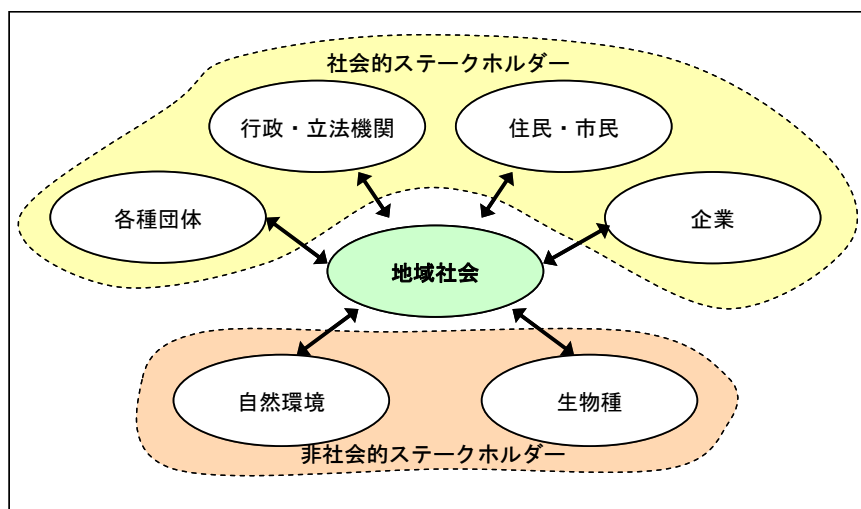 社会的ステークホルダー
行政・立法機関
住民・市民
各種団体
企業
地域社会
自然環境
生物種
非社会的ステークホルダー